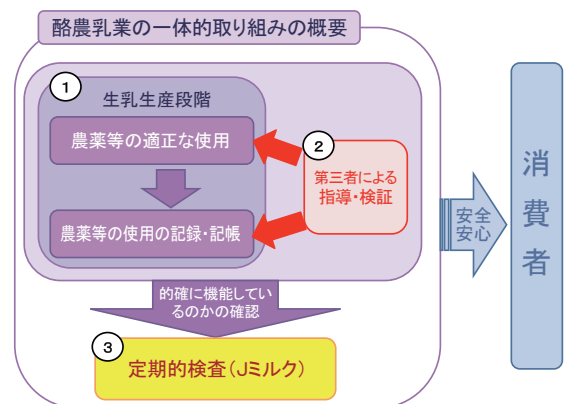 酪農乳業の一体的取り組みの概要
①
生乳生産段階
農薬等の適正な使用
②
第三者による
指導・検証
農薬等の使用の記録・記帳
的確に機能してい
るのかの確認
③
定期的検査（Jミルク）
安全
安心
消費者